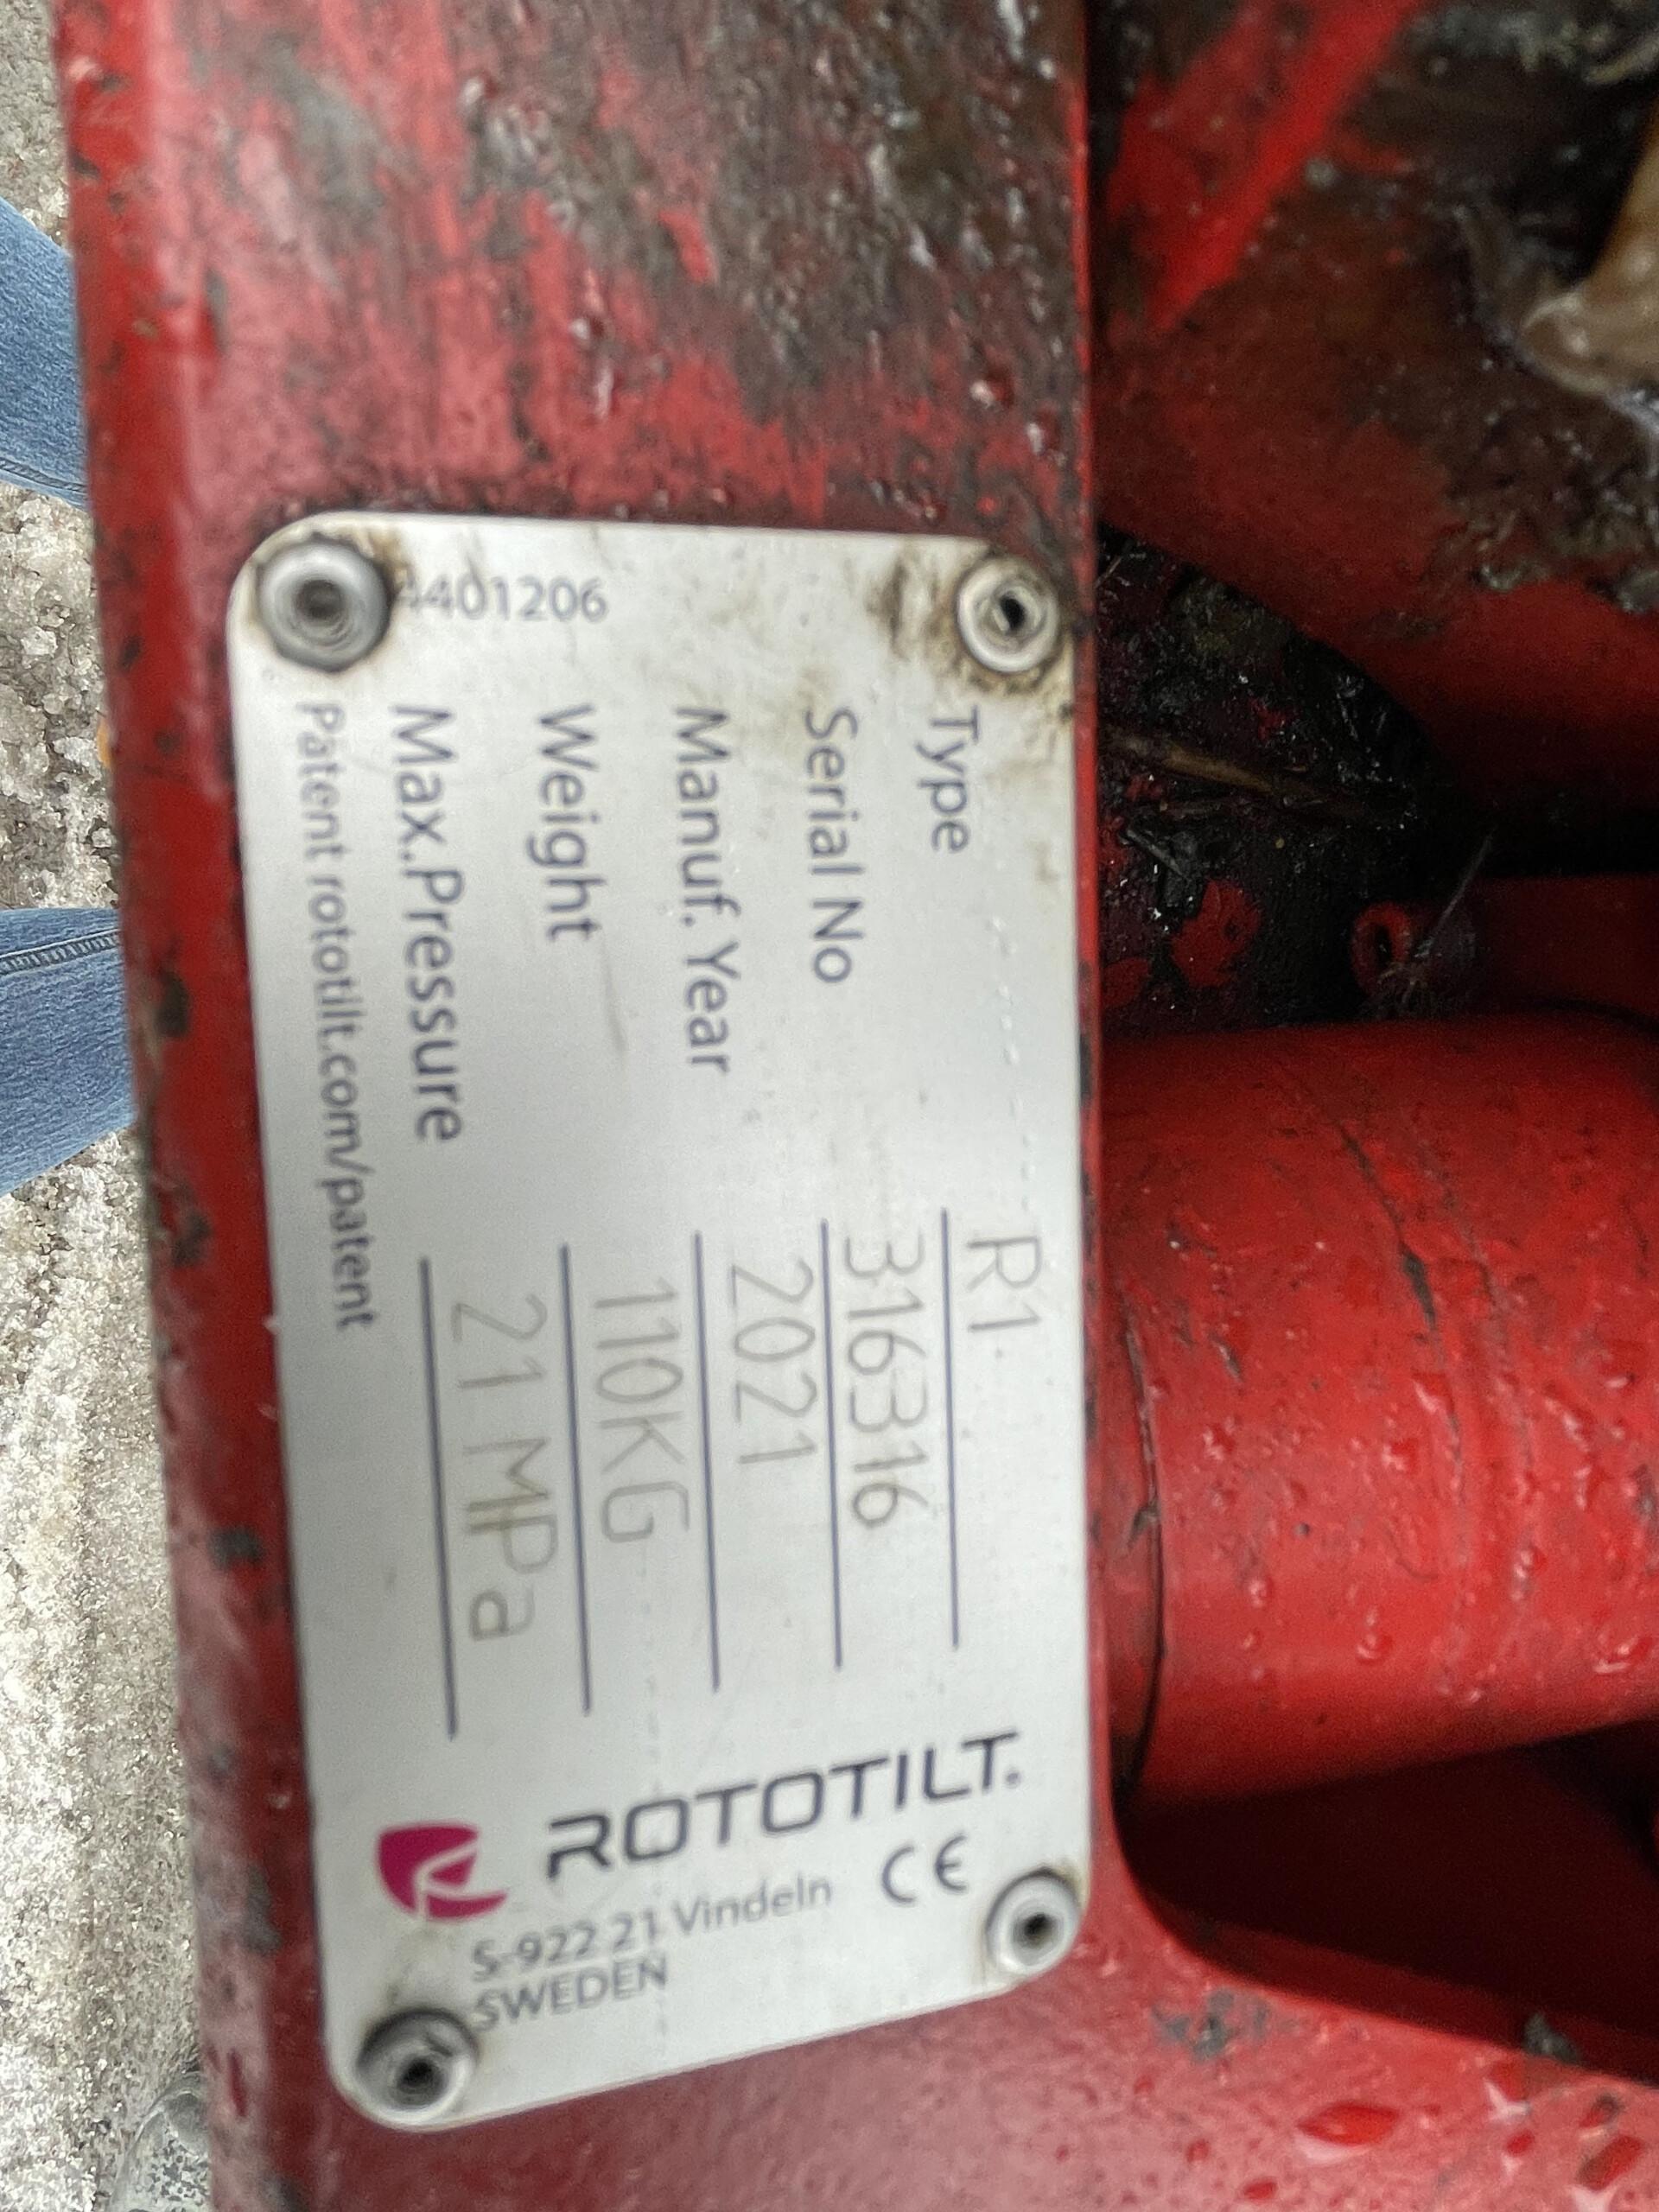 Type R1
Serial No 316316
Manuf. Year 2021
Weight 110KG
Max.Pressure 21 MPa
Patent rototilt.com/patent
4401206
ROTOTILT®
CE
S-922 21 Vindeln
SWEDEN